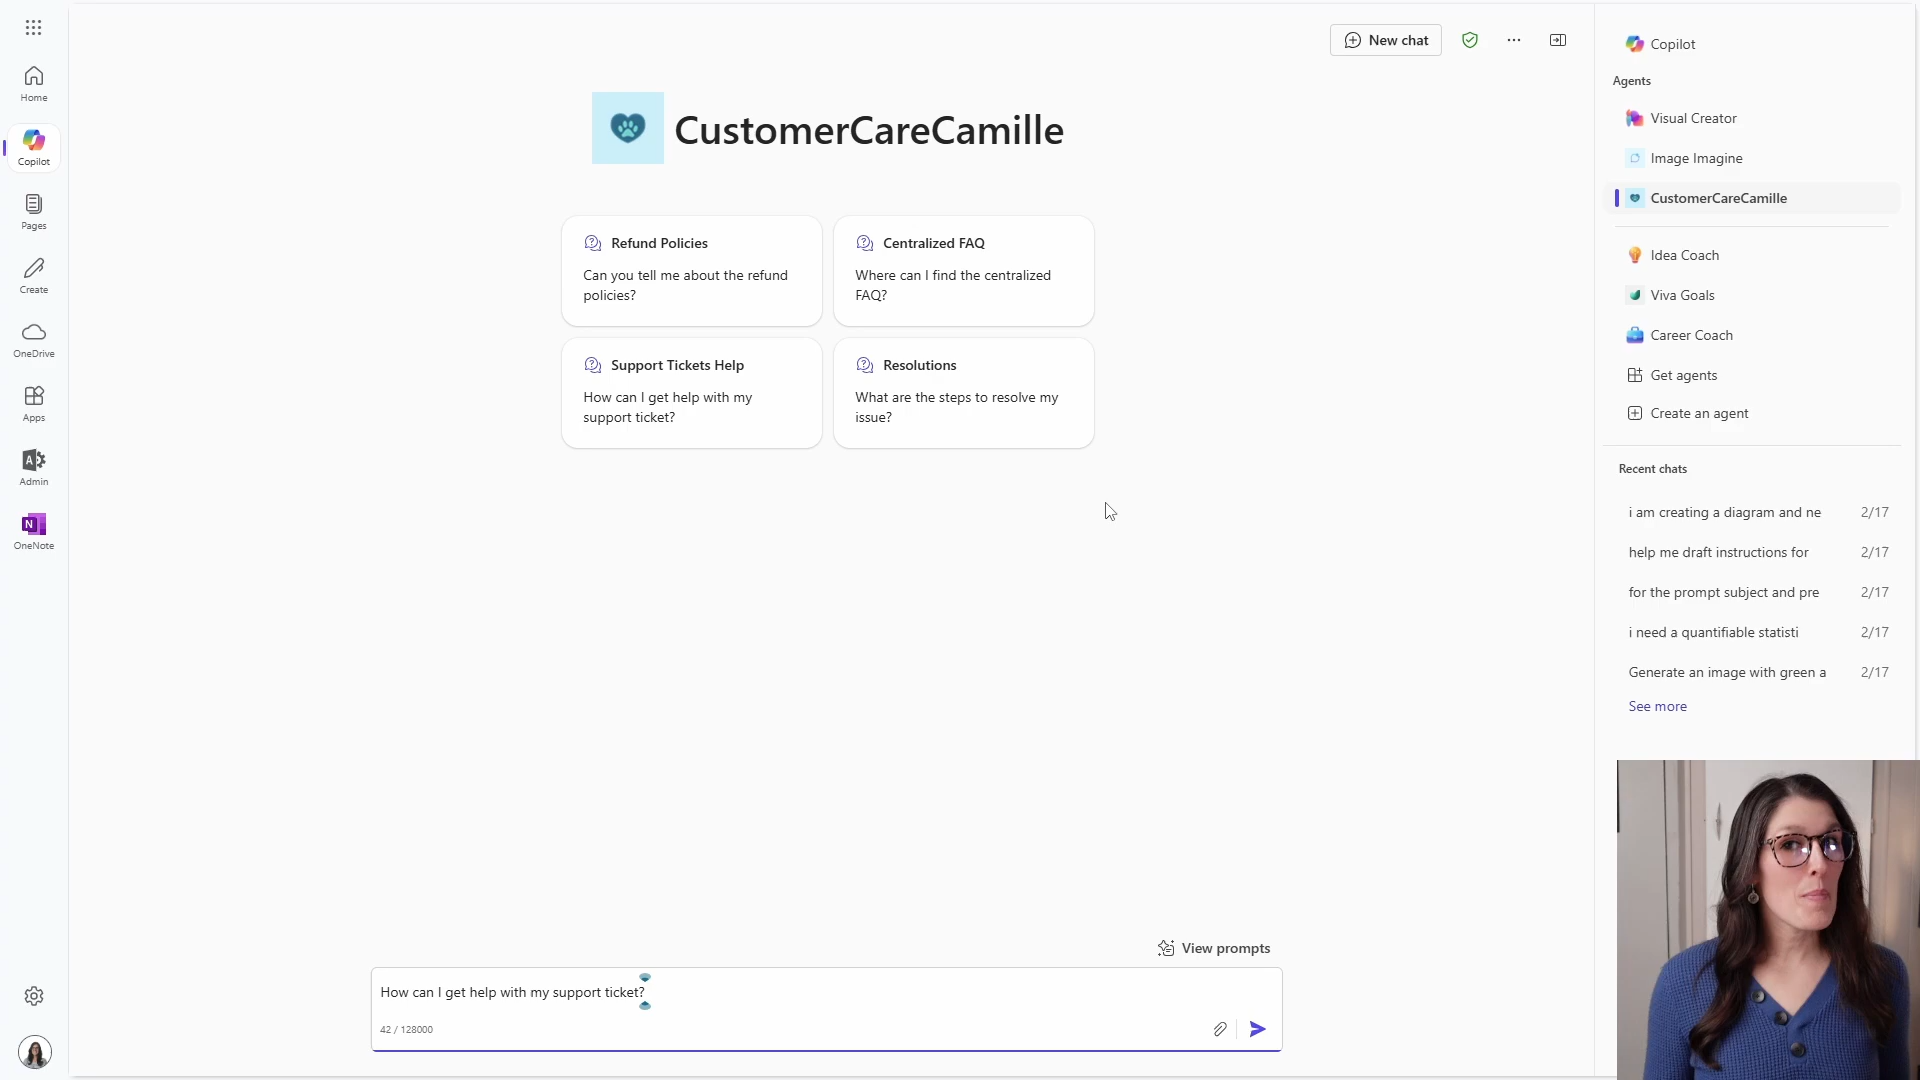 Home
Copilot
Pages
Create
OneDrive
Apps
Admin
OneNote
New chat
CustomerCareCamille
Refund Policies
Can you tell me about the refund
policies?
Centralized FAQ
Where can I find the centralized
FAQ?
Support Tickets Help
How can I get help with my
support ticket?
Resolutions
What are the steps to resolve my
issue?
View prompts
How can I get help with my support ticket?
42 / 128000
Copilot
Agents
Visual Creator
Image Imagine
CustomerCareCamille
Idea Coach
Viva Goals
Career Coach
Get agents
Create an agent
Recent chats
i am creating a diagram and ne 2/17
help me draft instructions for 2/17
for the prompt subject and pre 2/17
i need a quantifiable statisti 2/17
Generate an image with green a 2/17
See more